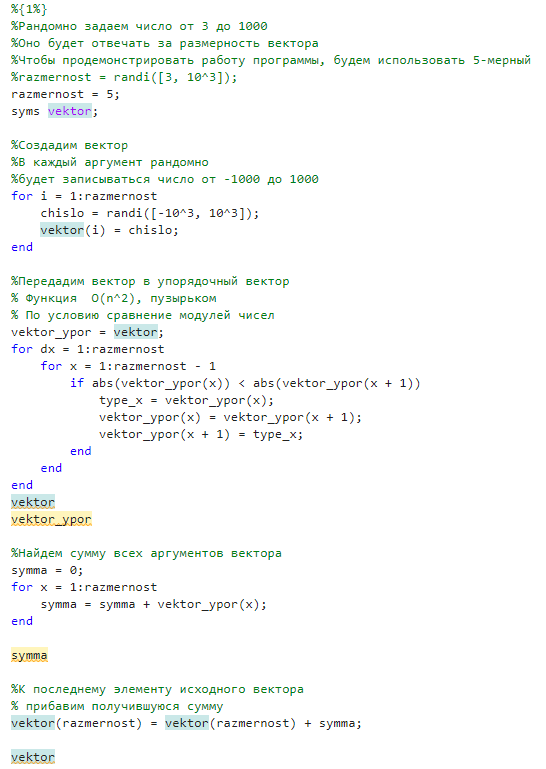 %{1%}
%Рандомно задаем число от 3 до 1000
%Оно будет отвечать за размерность вектора
%Чтобы продемонстрировать работу программы, будем использовать 5-мерный
%razmernost = randi([3, 10^3]);
razmernost = 5;
syms vektor;
%Создадим вектор
%В каждый аргумент рандомно
%будет записываться число от -1000 до 1000
for i = 1:razmernost
chislo = randi([-10^3, 10^3]);
vektor(i) = chislo;
end
%Передадим вектор в упорядочный вектор
% Функция  O(n^2), пузырьком
% По условию сравнение модулей чисел
vektor_ypor = vektor;
for dx = 1:razmernost
for x = 1:razmernost - 1
if abs(vektor_ypor(x)) < abs(vektor_ypor(x + 1))
type_x = vektor_ypor(x);
vektor_ypor(x) = vektor_ypor(x + 1);
vektor_ypor(x + 1) = type_x;
end
end
end
vektor
vektor_ypor
%Найдем сумму всех аргументов вектора
symma = 0;
for x = 1:razmernost
symma = symma + vektor_ypor(x);
end
symma
%К последнему элементу исходного вектора
% прибавим получившуюся сумму
vektor(razmernost) = vektor(razmernost) + symma;
vektor